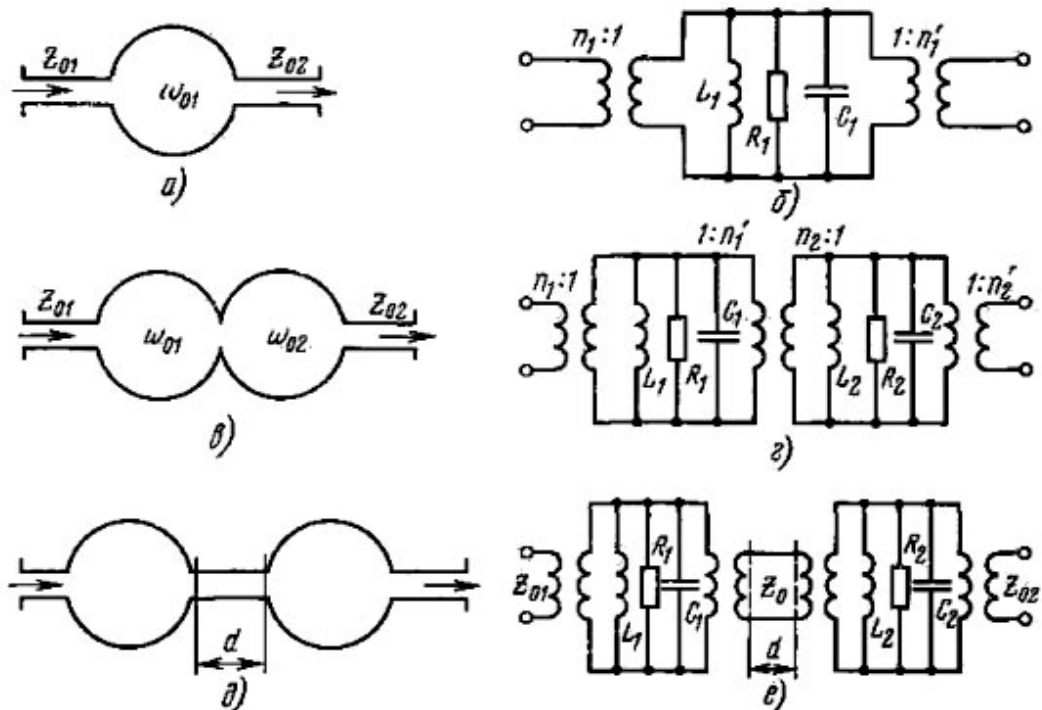 Z₀₁ Z₀₂
ω₀₁
а)
n₁:1 1:n₁′
L₁ R₁ C₁
б)
Z₀₁ Z₀₂
ω₀₁ ω₀₂
в)
1:n₁′ n₂:1
n₁:1 1:n₂′
L₁ R₁ C₁ L₂ R₂ C₂
г)
d
д)
Z₀₁ L₁ R₁ C₁ Z₀ L₂ R₂ C₂ Z₀₂
d
е)